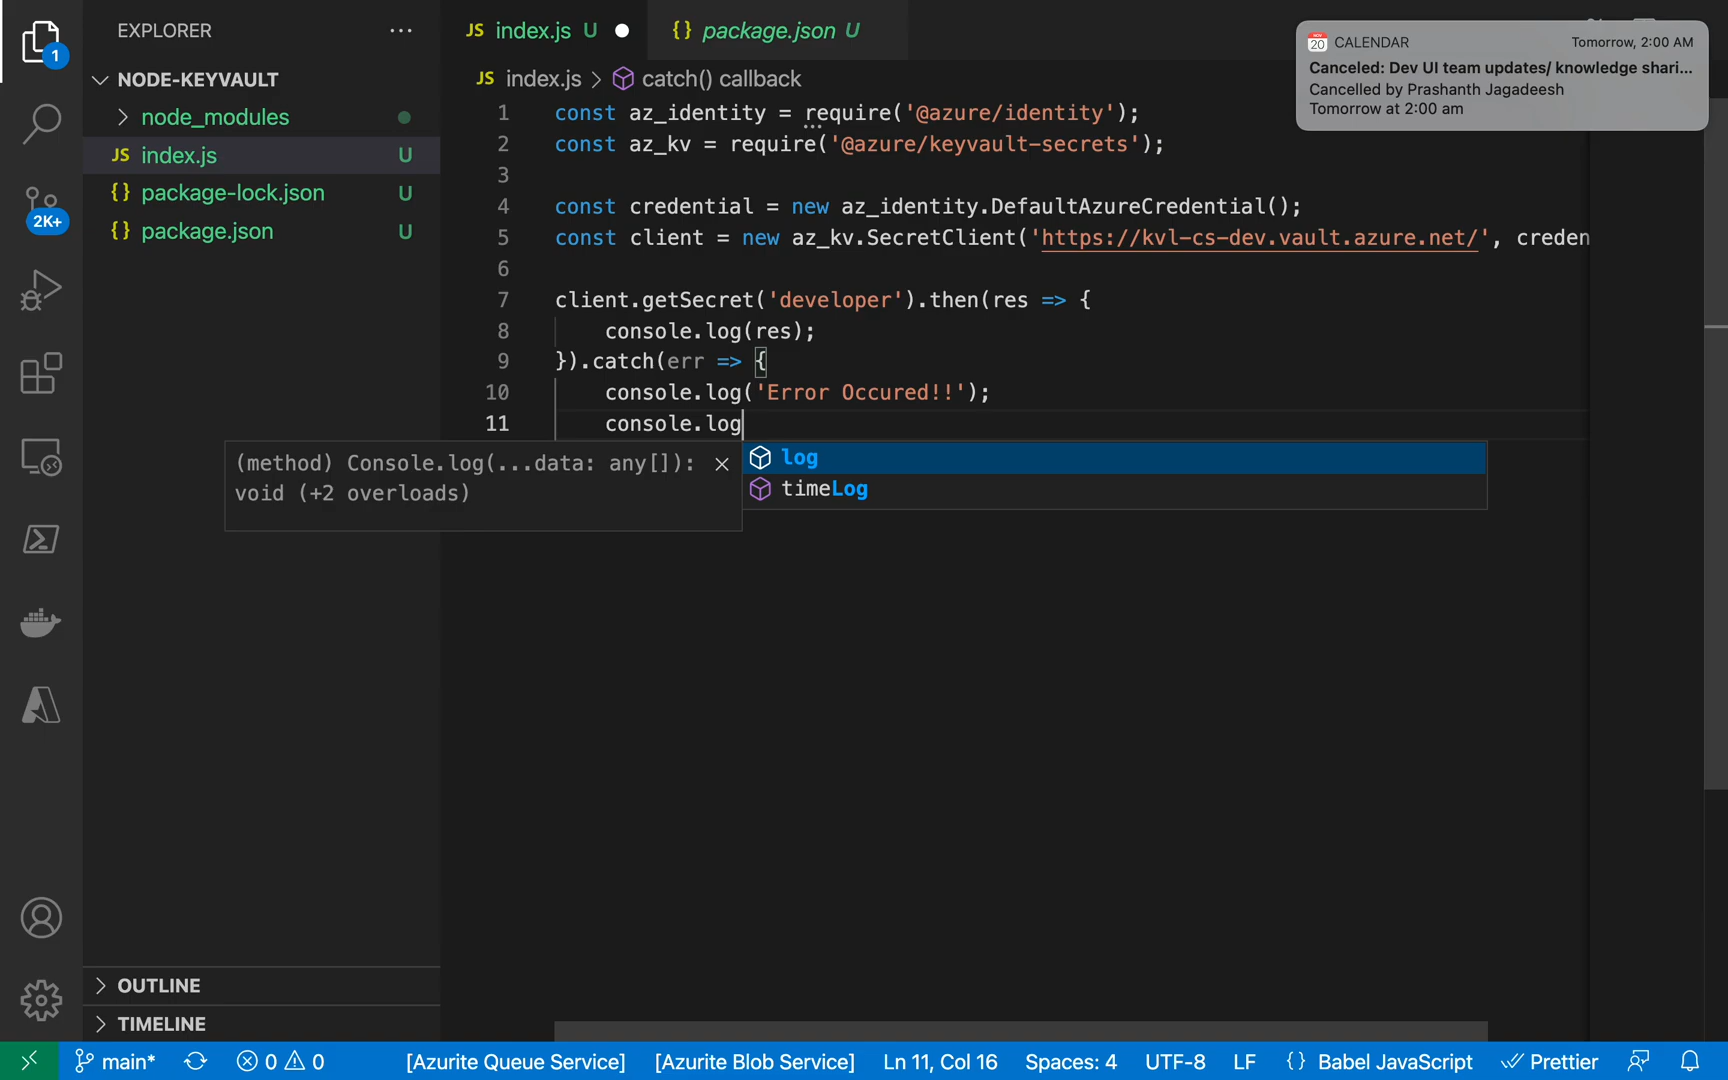 EXPLORER
NODE-KEYVAULT
node_modules
JS index.js U
{} package-lock.json U
{} package.json U
OUTLINE
TIMELINE
1
2K+
JS index.js U
{} package.json U
JS index.js > catch() callback
1 const az_identity = require('@azure/identity');
2 const az_kv = require('@azure/keyvault-secrets');
3
4 const credential = new az_identity.DefaultAzureCredential();
5 const client = new az_kv.SecretClient('https://kvl-cs-dev.vault.azure.net/', creden
6
7 client.getSecret('developer').then(res => {
8 console.log(res);
9 }).catch(err => {
10 console.log('Error Occured!!');
11 console.log
(method) Console.log(...data: any[]):
void (+2 overloads)
log
timeLog
NOV
20 CALENDAR Tomorrow, 2:00 AM
Canceled: Dev UI team updates/ knowledge shari...
Cancelled by Prashanth Jagadeesh
Tomorrow at 2:00 am
main* 0 0 [Azurite Queue Service] [Azurite Blob Service] Ln 11, Col 16 Spaces: 4 UTF-8 LF {} Babel JavaScript Prettier